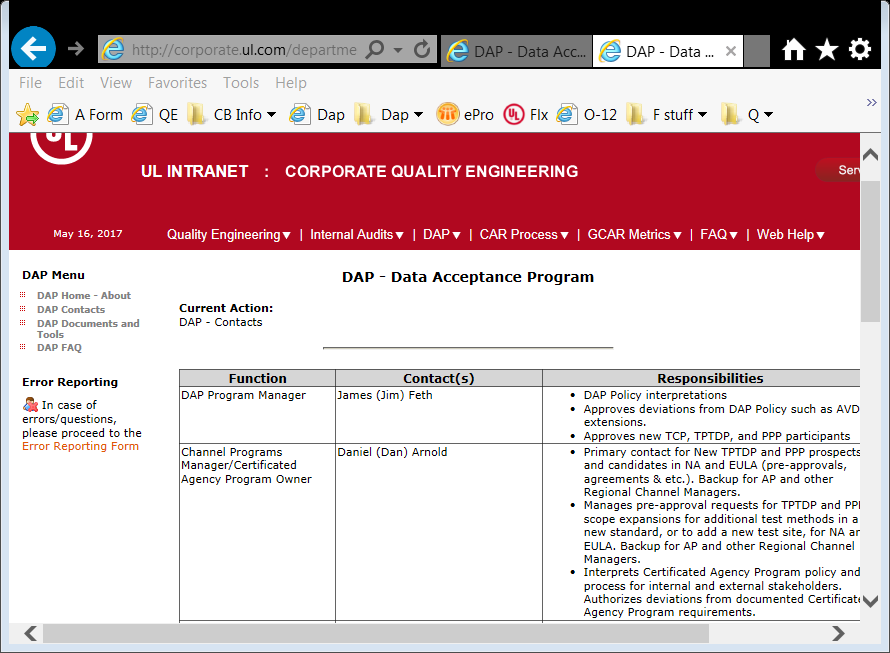 http://corporate.ul.com/departme
DAP - Data Acc...
DAP - Data ...
File Edit View Favorites Tools Help
A Form QE CB Info Dap Dap ePro Flx O-12 F stuff Q
UL
UL INTRANET : CORPORATE QUALITY ENGINEERING
Serv
May 16, 2017
Quality Engineering | Internal Audits | DAP | CAR Process | GCAR Metrics | FAQ | Web Help
DAP Menu
DAP Home - About
DAP Contacts
DAP Documents and
Tools
DAP FAQ
Error Reporting
In case of
errors/questions,
please proceed to the
Error Reporting Form
DAP - Data Acceptance Program
Current Action:
DAP - Contacts
Function Contact(s) Responsibilities
DAP Program Manager
James (Jim) Feth
• DAP Policy interpretations
• Approves deviations from DAP Policy such as AVD
extensions.
• Approves new TCP, TPTDP, and PPP participants
Channel Programs
Manager/Certificated
Agency Program Owner
Daniel (Dan) Arnold
• Primary contact for New TPTDP and PPP prospects
and candidates in NA and EULA (pre-approvals,
agreements & etc.). Backup for AP and other
Regional Channel Managers.
• Manages pre-approval requests for TPTDP and PPP
scope expansions for additional test methods in a
new standard, or to add a new test site, for NA an
EULA. Backup for AP and other Regional Channel
Managers.
• Interprets Certificated Agency Program policy and
process for internal and external stakeholders.
Authorizes deviations from documented Certificate
Agency Program requirements.